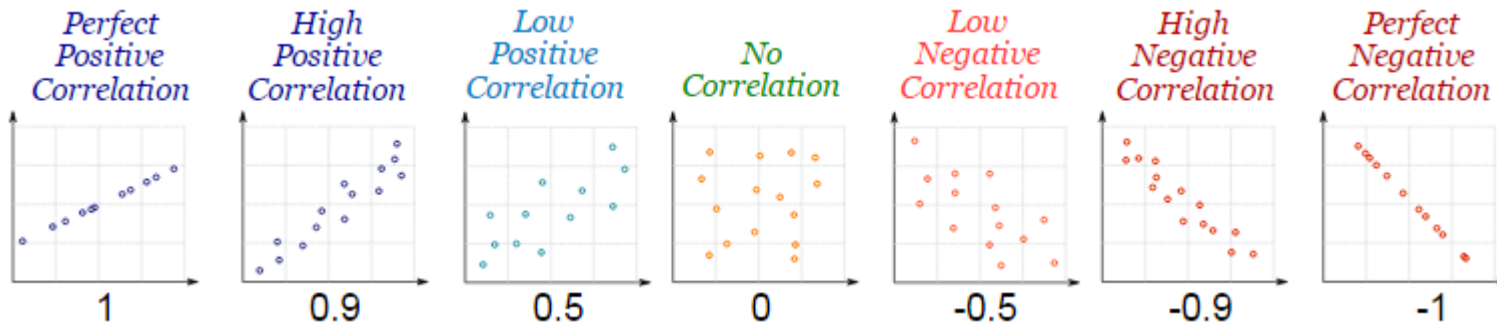 Perfect
Positive
Correlation
High
Positive
Correlation
Low
Positive
Correlation
No
Correlation
Low
Negative
Correlation
High
Negative
Correlation
Perfect
Negative
Correlation
1
0.9
0.5
0
-0.5
-0.9
-1